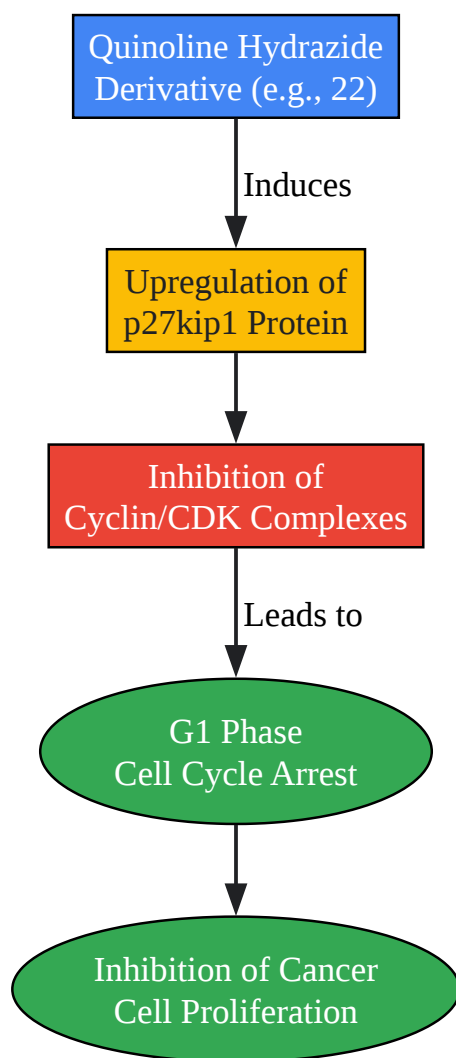 Quinoline Hydrazide
Derivative (e.g., 22)
Induces
Upregulation of
p27kip1 Protein
Inhibition of
Cyclin/CDK Complexes
Leads to
G1 Phase
Cell Cycle Arrest
Inhibition of Cancer
Cell Proliferation